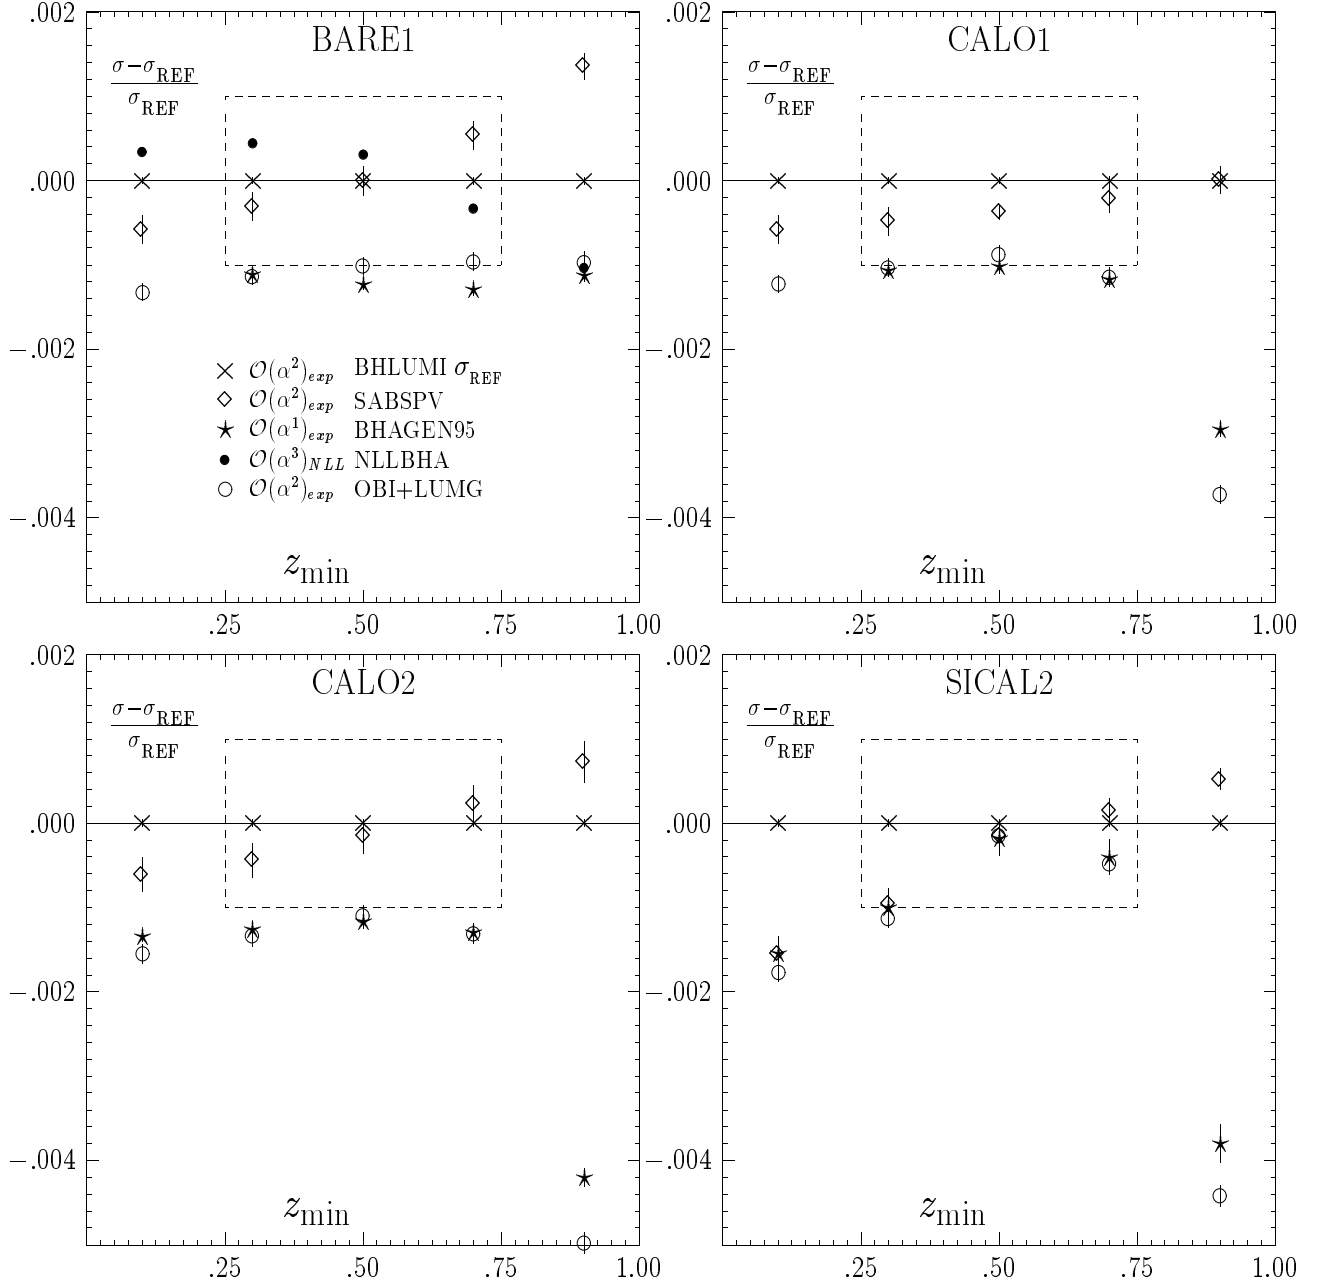 .002
BARE1
σ−σREF
σREF
.000
−.002
× O(α²)exp BHLUMI σREF
◇ O(α²)exp SABSPV
★ O(α¹)exp BHAGEN95
● O(α³)NLL NLLBHA
○ O(α²)exp OBI+LUMG
−.004
zmin
.25 .50 .75 1.00
.002
CALO1
σ−σREF
σREF
.000
−.002
−.004
zmin
.25 .50 .75 1.00
.002
CALO2
σ−σREF
σREF
.000
−.002
−.004
zmin
.25 .50 .75 1.00
.002
SICAL2
σ−σREF
σREF
.000
−.002
−.004
zmin
.25 .50 .75 1.00